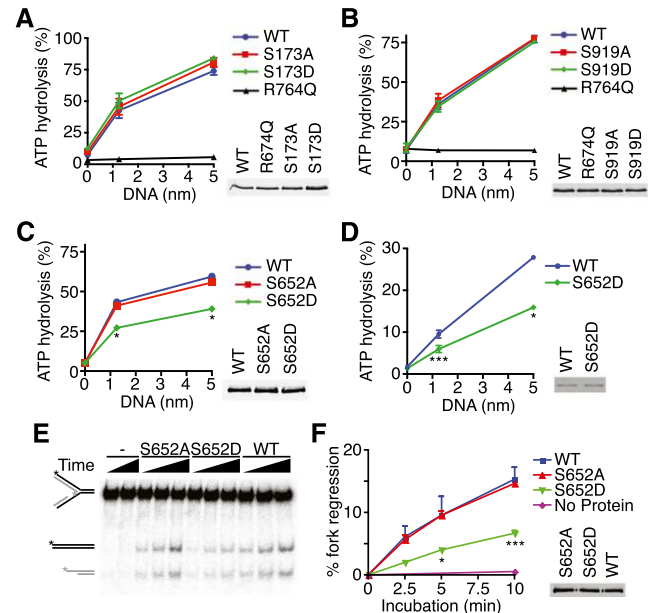 A
ATP hydrolysis (%)
100
75
50
25
0
0 1 2 3 4 5
DNA (nm)
WT
S173A
S173D
R764Q
WT
R674Q
S173A
S173D
B
ATP hydrolysis (%)
75
50
25
0
0 1 2 3 4 5
DNA (nm)
WT
S919A
S919D
R764Q
WT
R674Q
S919A
S919D
C
ATP hydrolysis (%)
75
50
25
0
0 1 2 3 4 5
DNA (nm)
WT
S652A
S652D
*
*
WT
S652A
S652D
D
ATP hydrolysis (%)
30
20
10
0
0 1 2 3 4 5
DNA (nm)
WT
S652D
***
*
WT
S652D
E
- S652A S652D WT
Time
*
*
*
F
% fork regression
20
10
0
0 2.5 5 7.5 10
Incubation (min)
WT
S652A
S652D
No Protein
*
***
S652A
S652D
WT